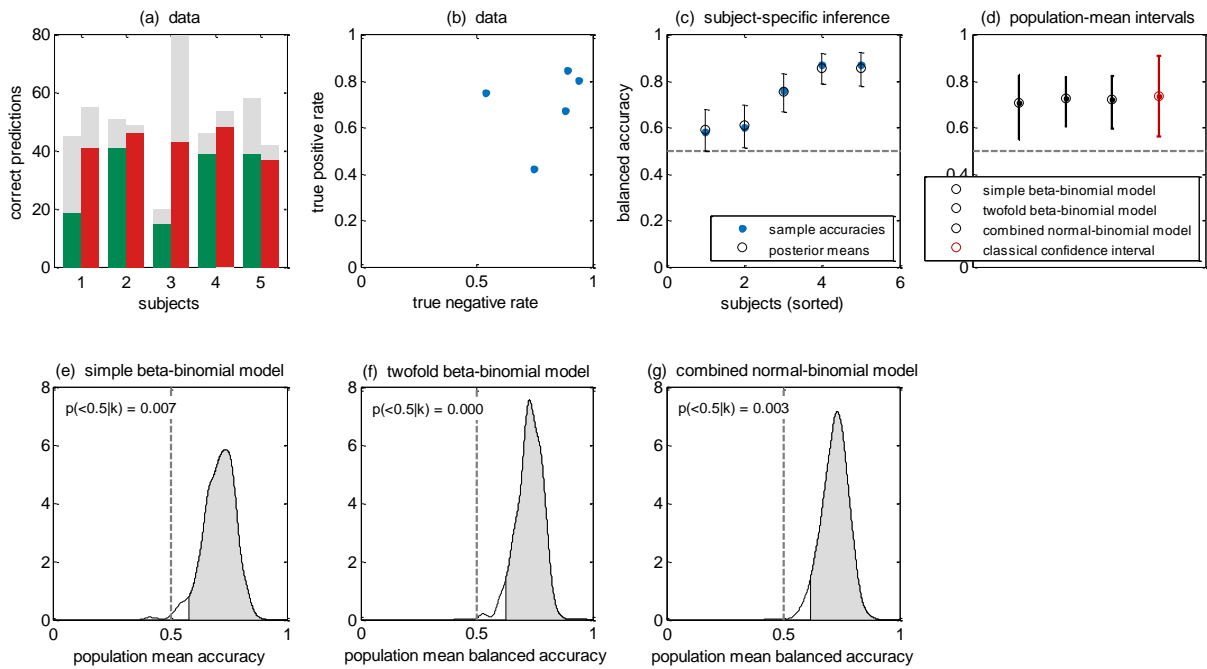 (a) data
80
60
40
20
0
correct predictions
1 2 3 4 5
subjects
(b) data
1
0.8
0.6
0.4
0.2
0
true positive rate
0 0.5 1
true negative rate
(c) subject-specific inference
1
0.8
0.6
0.4
0.2
0
balanced accuracy
sample accuracies
posterior means
0 2 4 6
subjects (sorted)
(d) population-mean intervals
1
0.8
0.6
0.4
0
simple beta-binomial model
twofold beta-binomial model
combined normal-binomial model
classical confidence interval
(e) simple beta-binomial model
8
6
4
2
0
p(<0.5|k) = 0.007
0 0.5 1
population mean accuracy
(f) twofold beta-binomial model
8
6
4
2
0
p(<0.5|k) = 0.000
0 0.5 1
population mean balanced accuracy
(g) combined normal-binomial model
8
6
4
2
0
p(<0.5|k) = 0.003
0 0.5 1
population mean balanced accuracy